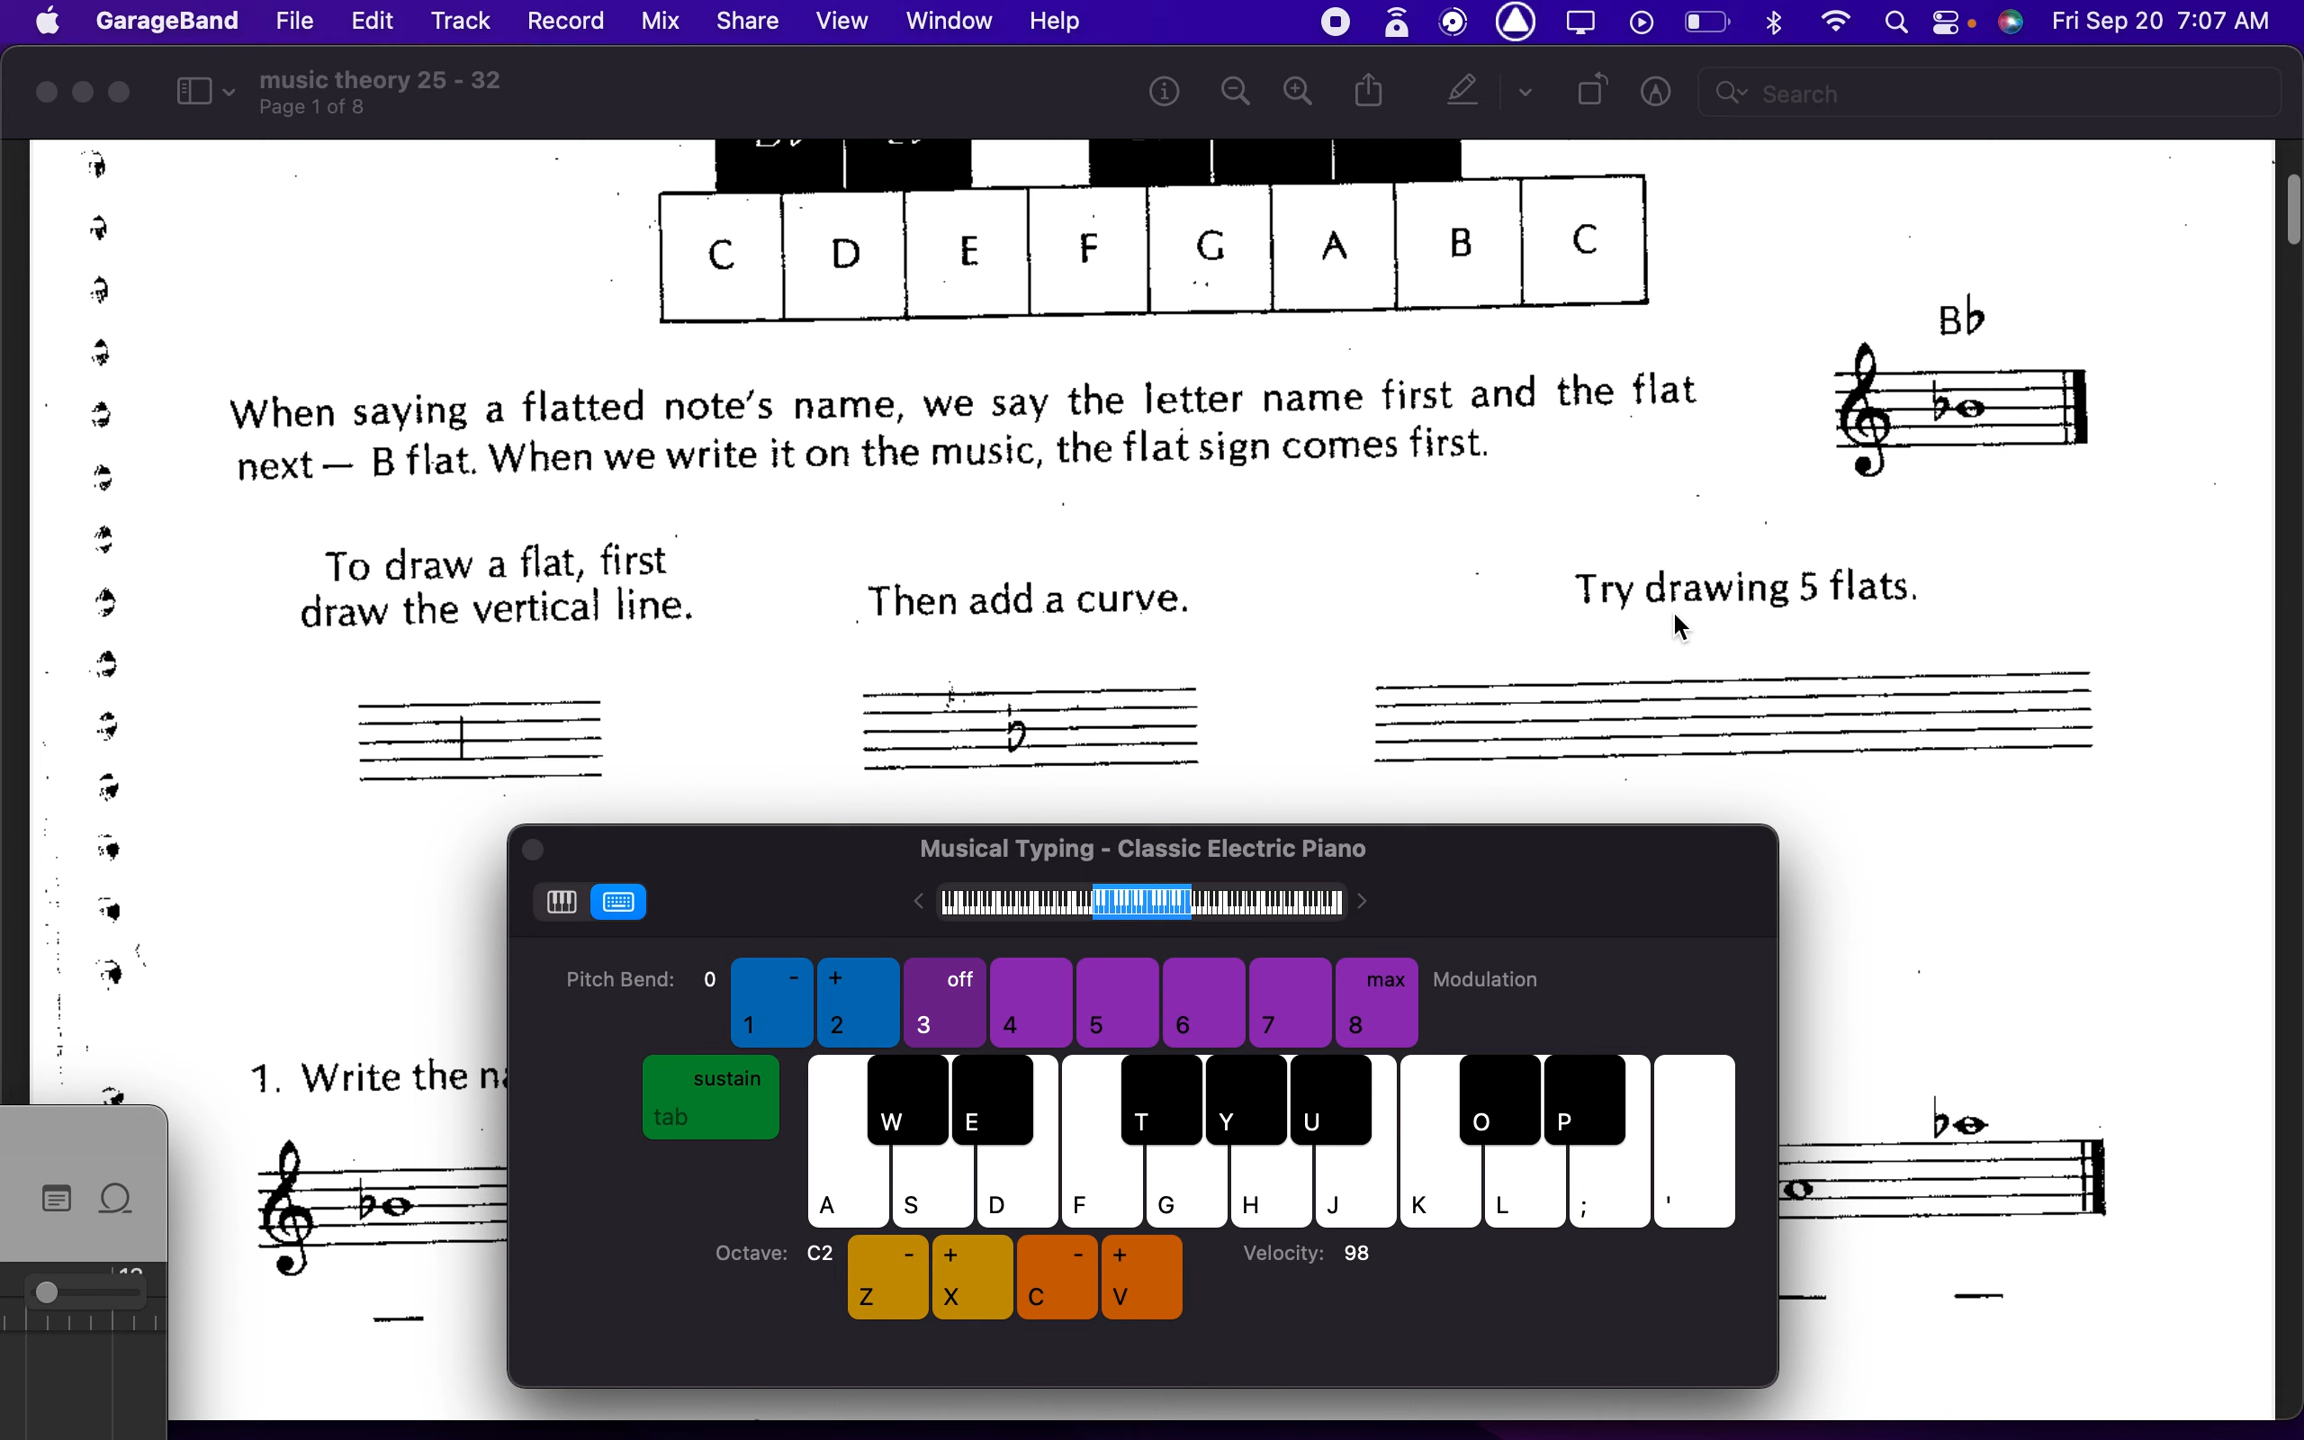 GarageBand File Edit Track Record Mix Share View Window Help Fri Sep 20 7:07 AM
music theory 25 - 32
Page 1 of 8
Search
C D E F G A B C
B♭
When saying a flatted note's name, we say the letter name first and the flat
next — B flat. When we write it on the music, the flat sign comes first.
To draw a flat, first
draw the vertical line.
Then add a curve.
Try drawing 5 flats.
1. Write the
Musical Typing - Classic Electric Piano
Pitch Bend: 0 - + off max Modulation
1 2 3 4 5 6 7 8
sustain
tab
W E T Y U O P
A S D F G H J K L ; '
Octave: C2 - + - + Velocity: 98
Z X C V